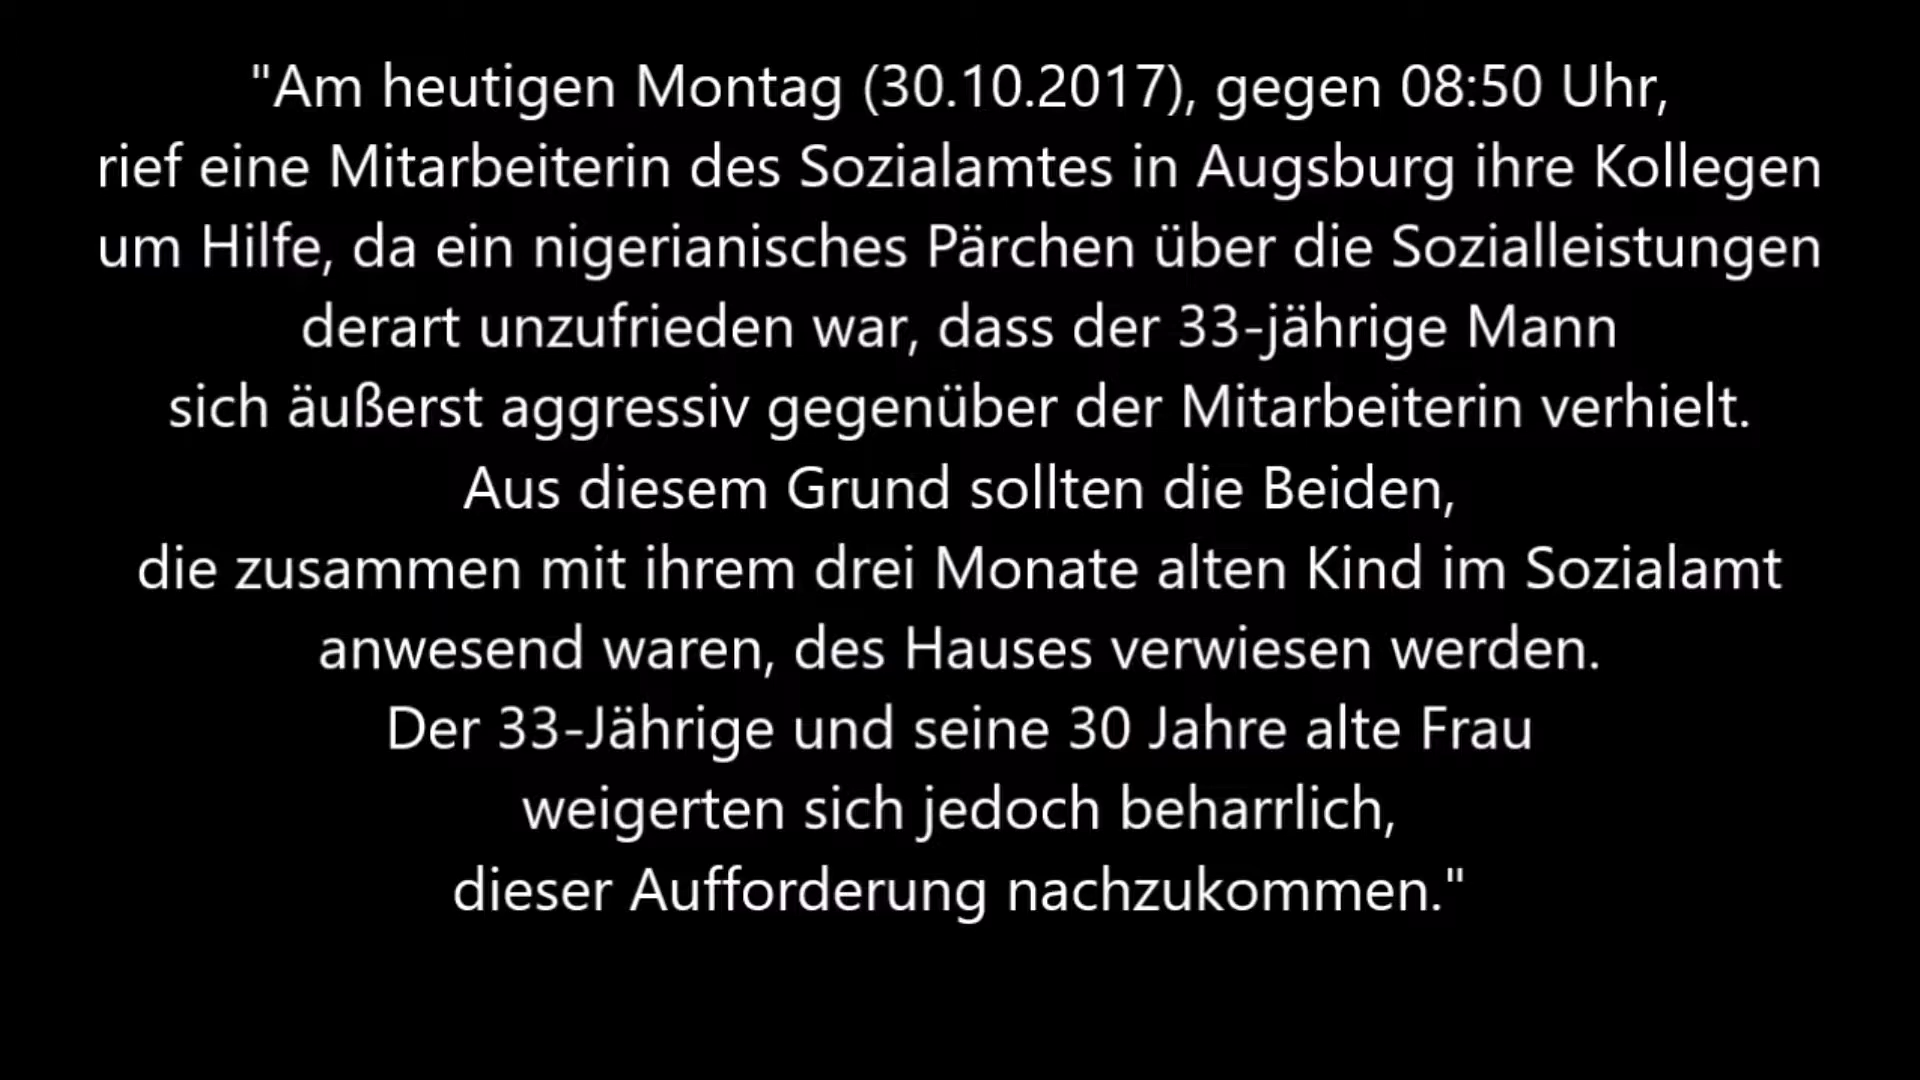 "Am heutigen Montag (30.10.2017), gegen 08:50 Uhr,
rief eine Mitarbeiterin des Sozialamtes in Augsburg ihre Kollegen
um Hilfe, da ein nigerianisches Pärchen über die Sozialleistungen
derart unzufrieden war, dass der 33-jährige Mann
sich äußerst aggressiv gegenüber der Mitarbeiterin verhielt.
Aus diesem Grund sollten die Beiden,
die zusammen mit ihrem drei Monate alten Kind im Sozialamt
anwesend waren, des Hauses verwiesen werden.
Der 33-Jährige und seine 30 Jahre alte Frau
weigerten sich jedoch beharrlich,
dieser Aufforderung nachzukommen."